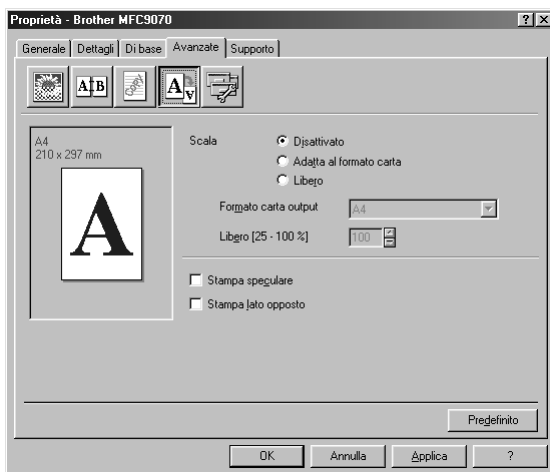 Proprietà - Brother MFC9070
Generale Dettagli Di base Avanzate Supporto
A B COPY A A
A4
210 x 297 mm
A
Scala
Disattivato
Adatta al formato carta
Libero
Formato carta output A4
Libero [25 - 100 %] 100
Stampa speculare
Stampa lato opposto
Predefinito
OK Annulla Applica ?